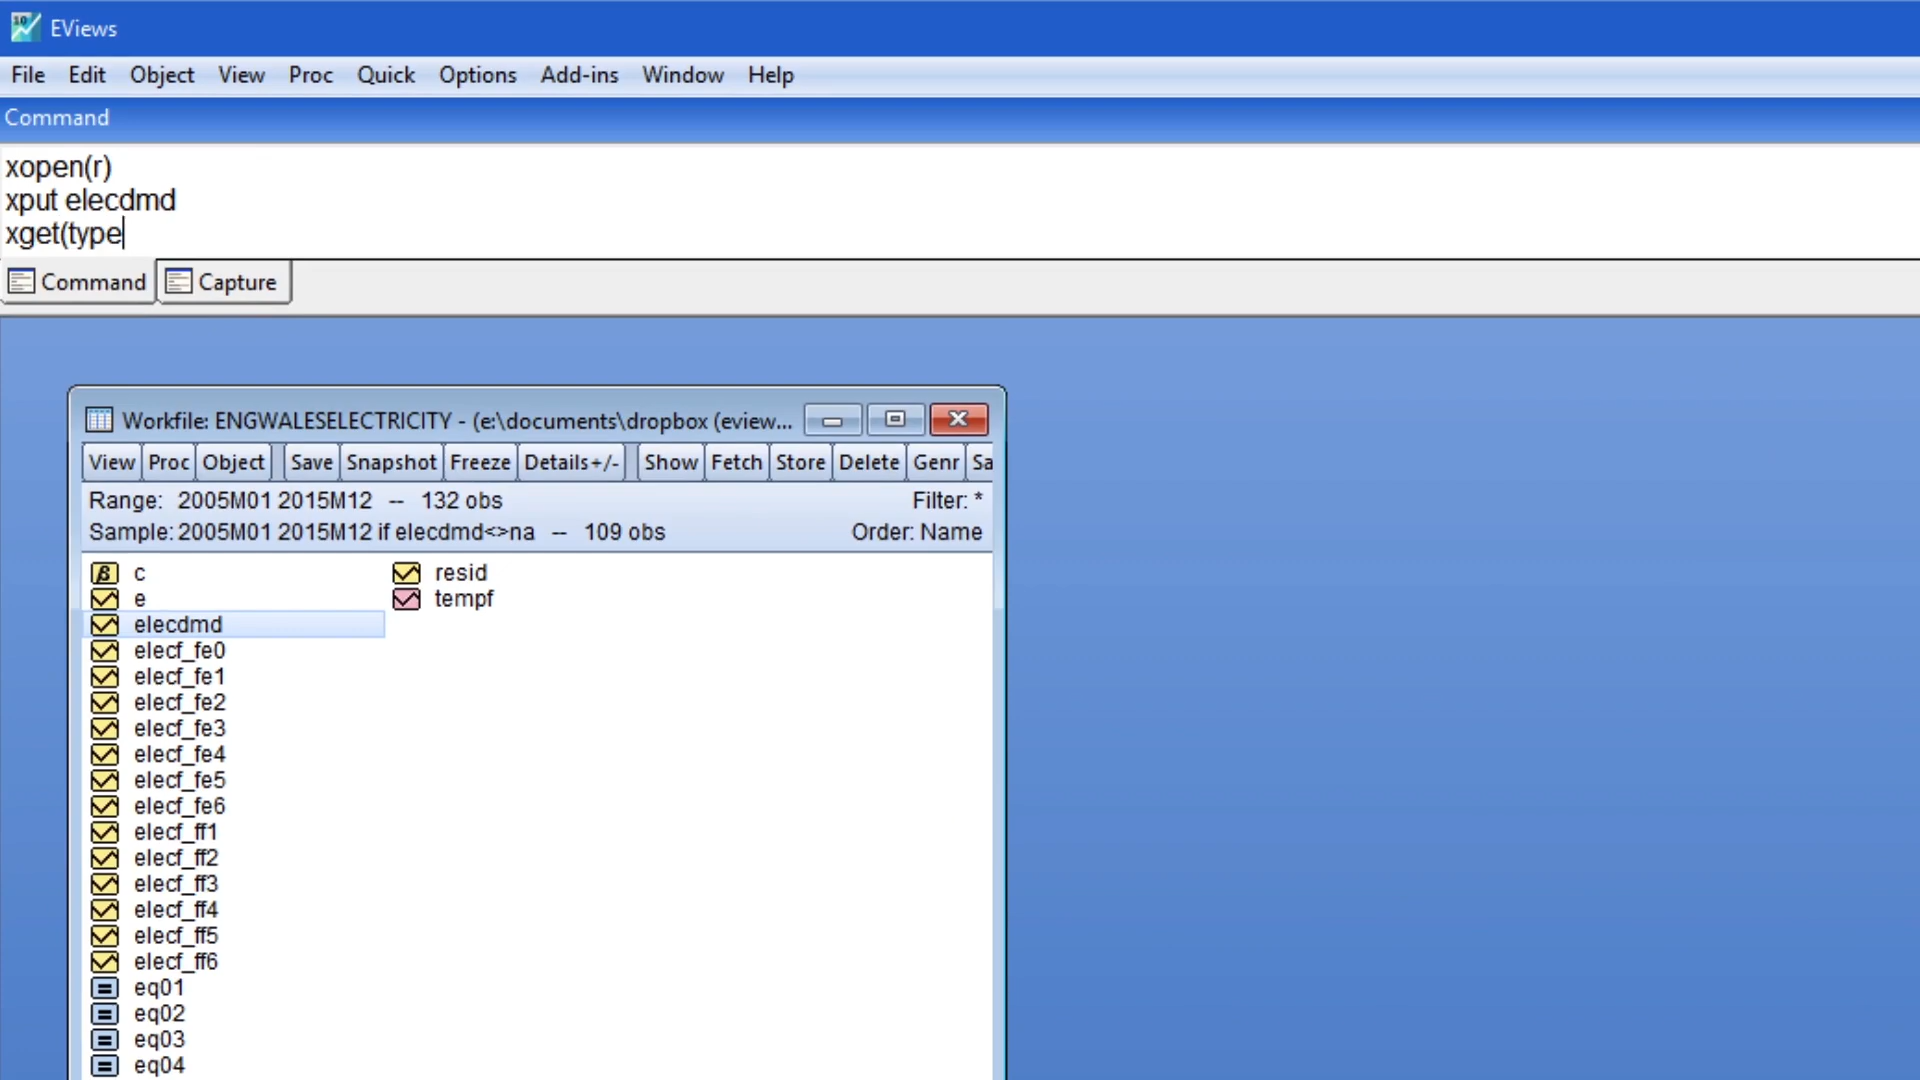 10
EViews
File Edit Object View Proc Quick Options Add-ins Window Help
Command
xopen(r)
xput elecdmd
xget(type
Command Capture
Workfile: ENGWALESELECTRICITY - (e:\documents\dropbox (eview...
View Proc Object Save Snapshot Freeze Details+/- Show Fetch Store Delete Genr Sa
Range: 2005M01 2015M12 -- 132 obs Filter: *
Sample: 2005M01 2015M12 if elecdmd<>na -- 109 obs Order: Name
β c
e
elecdmd
elecf_fe0
elecf_fe1
elecf_fe2
elecf_fe3
elecf_fe4
elecf_fe5
elecf_fe6
elecf_ff1
elecf_ff2
elecf_ff3
elecf_ff4
elecf_ff5
elecf_ff6
eq01
eq02
eq03
eq04
resid
tempf